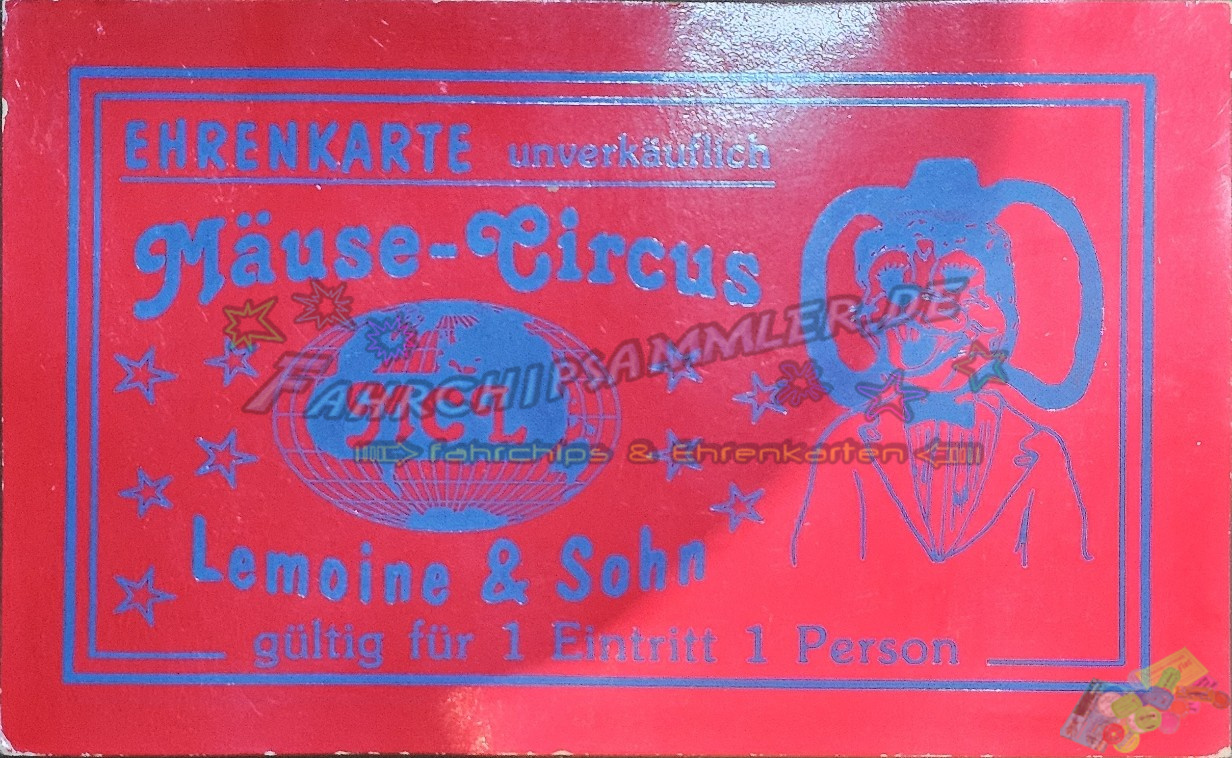 EHRENKARTE unverkäuflich
Mäuse-Circus
FAHRCHIPSAMMLER.DE
fahrchips & Ehrenkarten
Lemoine & Sohn
gültig für 1 Eintritt 1 Person